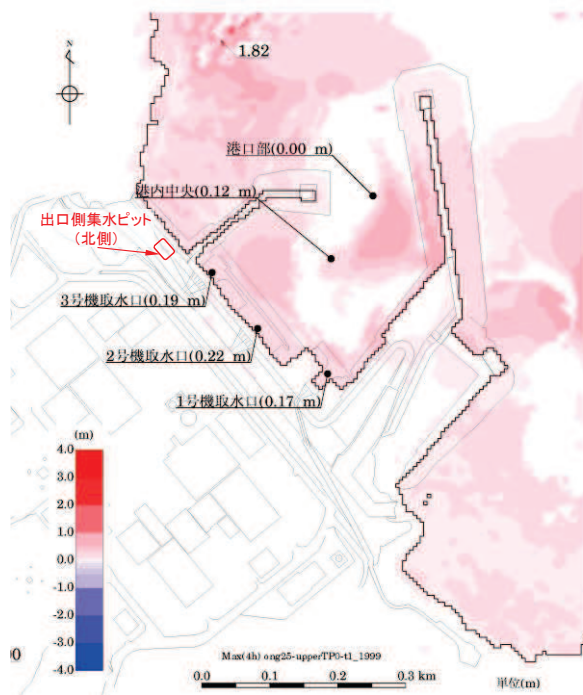 N
1.82
港口部(0.00 m)
港内中央(0.12 m)
出口側集水ピット
(北側)
3号機取水口(0.19 m)
2号機取水口(0.22 m)
1号機取水口(0.17 m)
(m)
4.0
3.0
2.0
1.0
0.0
-1.0
-2.0
-3.0
-4.0
00
Max(4h) ong25-upperTP0-t1_1999
0.0 0.1 0.2 0.3 km
単位(m)